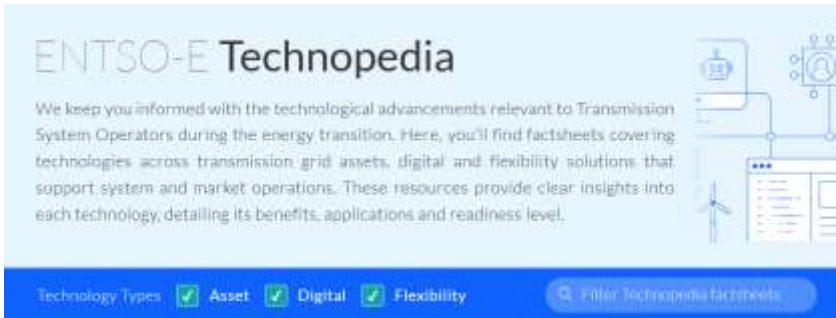 ENTSO-E Technopedia
We keep you informed with the technological advancements relevant to Transmission
System Operators during the energy transition. Here, you'll find factsheets covering
technologies across transmission grid assets, digital and flexibility solutions that
support system and market operations. These resources provide clear insights into
each technology, detailing its benefits, applications and readiness level.
Technology Types Asset Digital Flexibility Filter Technopedia factsheets